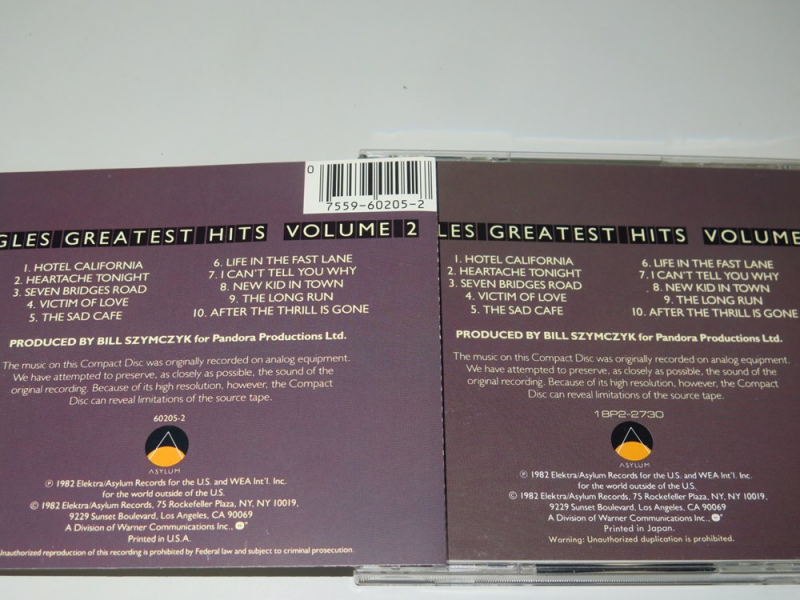 0
7559-60205-2
GLES GREATEST HITS VOLUME 2
1. HOTEL CALIFORNIA
2. HEARTACHE TONIGHT
3. SEVEN BRIDGES ROAD
4. VICTIM OF LOVE
5. THE SAD CAFE
6. LIFE IN THE FAST LANE
7. I CAN'T TELL YOU WHY
8. NEW KID IN TOWN
9. THE LONG RUN
10. AFTER THE THRILL IS GONE
PRODUCED BY BILL SZYMCZYK for Pandora Productions Ltd.
The music on this Compact Disc was originally recorded on analog equipment.
We have attempted to preserve, as closely as possible, the sound of the
original recording. Because of its high resolution, however, the Compact
Disc can reveal limitations of the source tape.
60205-2
ASYLUM
℗ 1982 Elektra/Asylum Records for the U.S. and WEA Int'l. Inc.
for the world outside of the U.S.
© 1982 Elektra/Asylum Records, 75 Rockefeller Plaza, NY, NY 10019,
9229 Sunset Boulevard, Los Angeles, CA 90069
A Division of Warner Communications Inc.,
Printed in U.S.A.
Unauthorized reproduction of this recording is prohibited by Federal law and subject to criminal prosecution.
LES GREATEST HITS VOLUME
1. HOTEL CALIFORNIA
2. HEARTACHE TONIGHT
3. SEVEN BRIDGES ROAD
4. VICTIM OF LOVE
5. THE SAD CAFE
6. LIFE IN THE FAST LANE
7. I CAN'T TELL YOU WHY
8. NEW KID IN TOWN
9. THE LONG RUN
10. AFTER THE THRILL IS GONE
PRODUCED BY BILL SZYMCZYK for Pandora Productions Ltd.
The music on this Compact Disc was originally recorded on analog equipment.
We have attempted to preserve, as closely as possible, the sound of the
original recording. Because of its high resolution, however, the Compact
Disc can reveal limitations of the source tape.
18P2-2730
ASYLUM
℗ 1982 Elektra/Asylum Records for the U.S. and WEA Int'l. Inc.
for the world outside of the U.S.
© 1982 Elektra/Asylum Records, 75 Rockefeller Plaza, NY, NY 10019,
9229 Sunset Boulevard, Los Angeles, CA 90069
A Division of Warner Communications Inc.,
Printed in Japan.
Warning: Unauthorized duplication is prohibited.